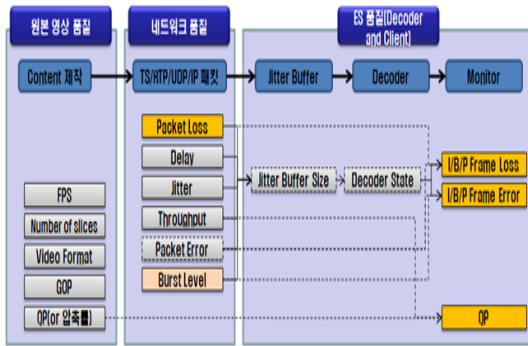 원본 영상 품질
네트워크 품질
ES 품질(Decoder
and Client)
Content 제작
TS/RTP/UDP/IP 패킷
Jitter Buffer
Decoder
Monitor
Packet Loss
Delay
Jitter
Throughput
Packet Error
Burst Level
FPS
Number of slices
Video Format
GOP
QP(or 압축률)
Jitter Buffer Size
Decoder State
I/B/P Frame Loss
I/B/P Frame Error
QP